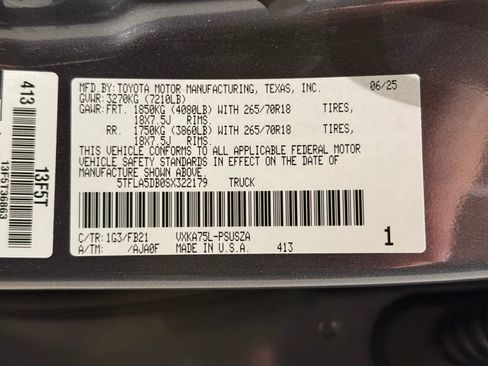 MFD. BY: TOYOTA MOTOR MANUFACTURING, TEXAS, INC. 06/25
GVWR: 3270KG (7210LB)
GAWR: FRT. 1850KG (4080LB) WITH 265/70R18 TIRES,
18X7.5J RIMS.
RR. 1750KG (3860LB) WITH 265/70R18 TIRES,
18X7.5J RIMS.
THIS VEHICLE CONFORMS TO ALL APPLICABLE FEDERAL MOTOR
VEHICLE SAFETY STANDARDS IN EFFECT ON THE DATE OF
MANUFACTURE SHOWN ABOVE.
5TFLA5DB0SX322179 TRUCK
C/TR: 1G3/FB21 VXKA75L-PSUSZA
A/TM: /AJA0F MADE IN U.S.A. 413
1
413
13F5T
13F5T36863